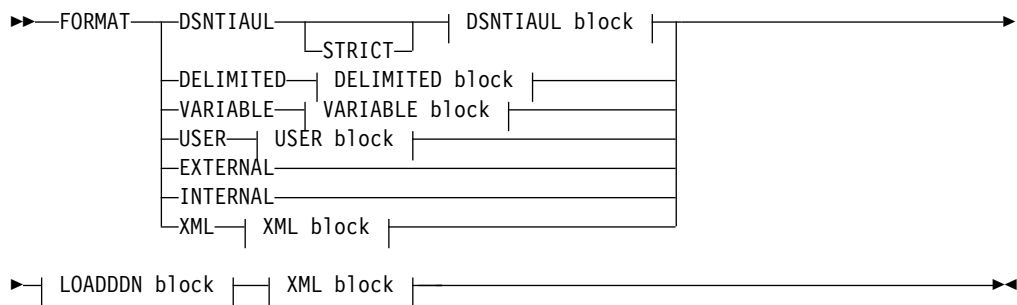 FORMAT DSNTIAUL DSNTIAUL block
STRICT
DELIMITED DELIMITED block
VARIABLE VARIABLE block
USER USER block
EXTERNAL
INTERNAL
XML XML block
LOADDDN block XML block